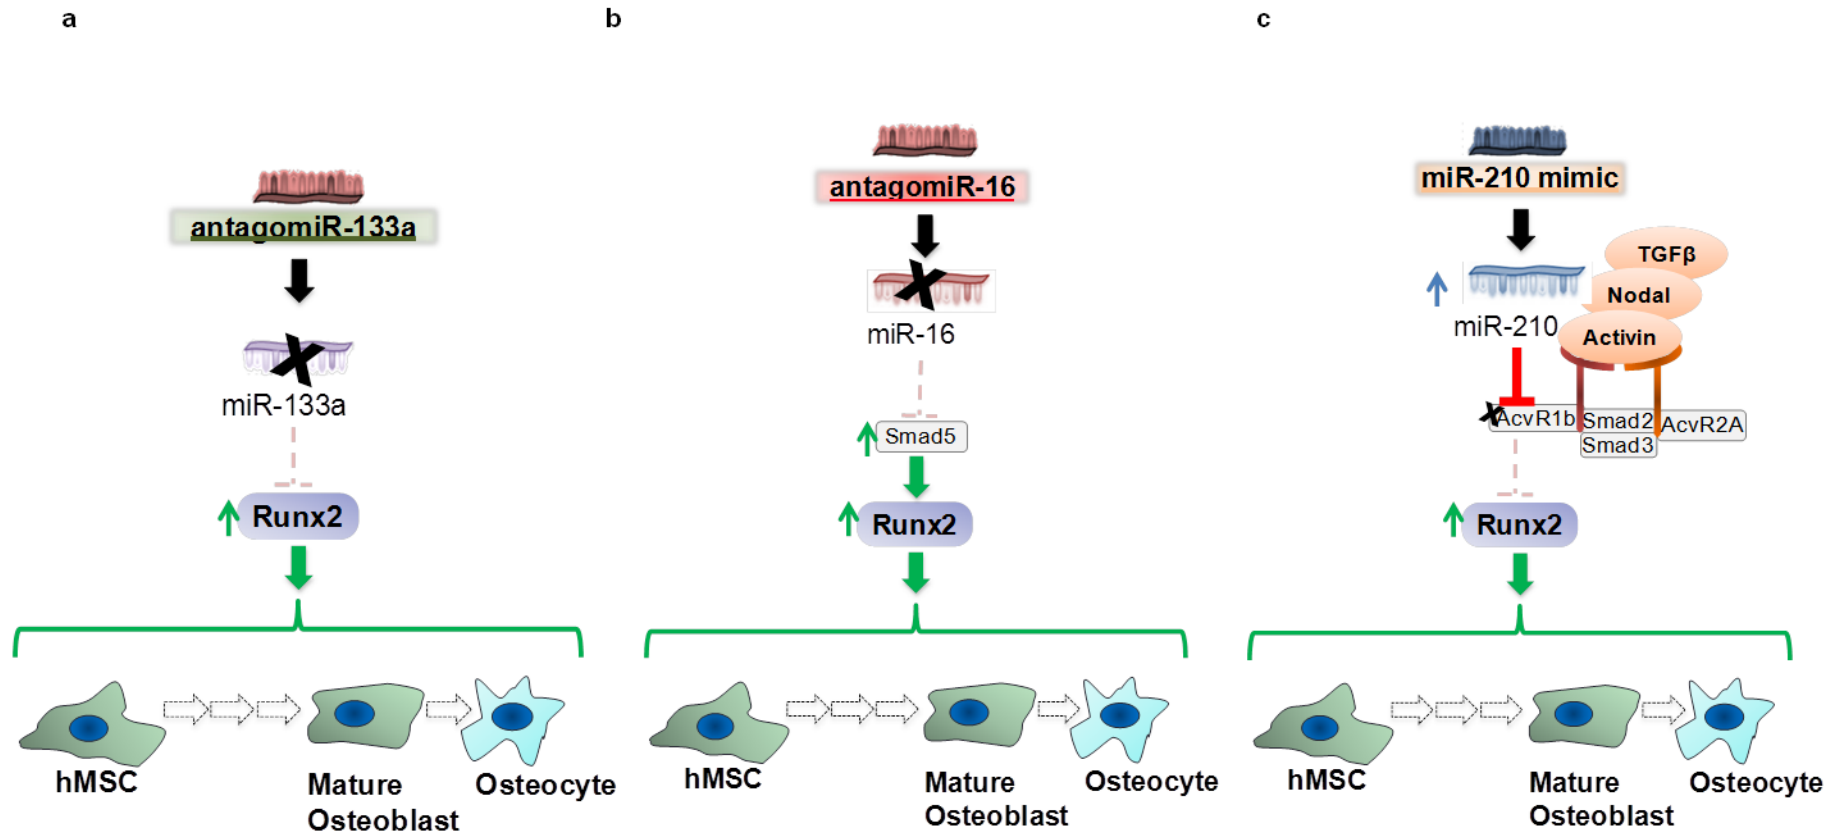 a
antagomiR-133a
miR-133a
Runx2
hMSC
Mature
Osteoblast
Osteocyte
b
antagomiR-16
miR-16
Smad5
Runx2
hMSC
Mature
Osteoblast
Osteocyte
c
miR-210 mimic
TGFβ
Nodal
Activin
miR-210
AcvR1b
Smad2
Smad3
AcvR2A
Runx2
hMSC
Mature
Osteoblast
Osteocyte